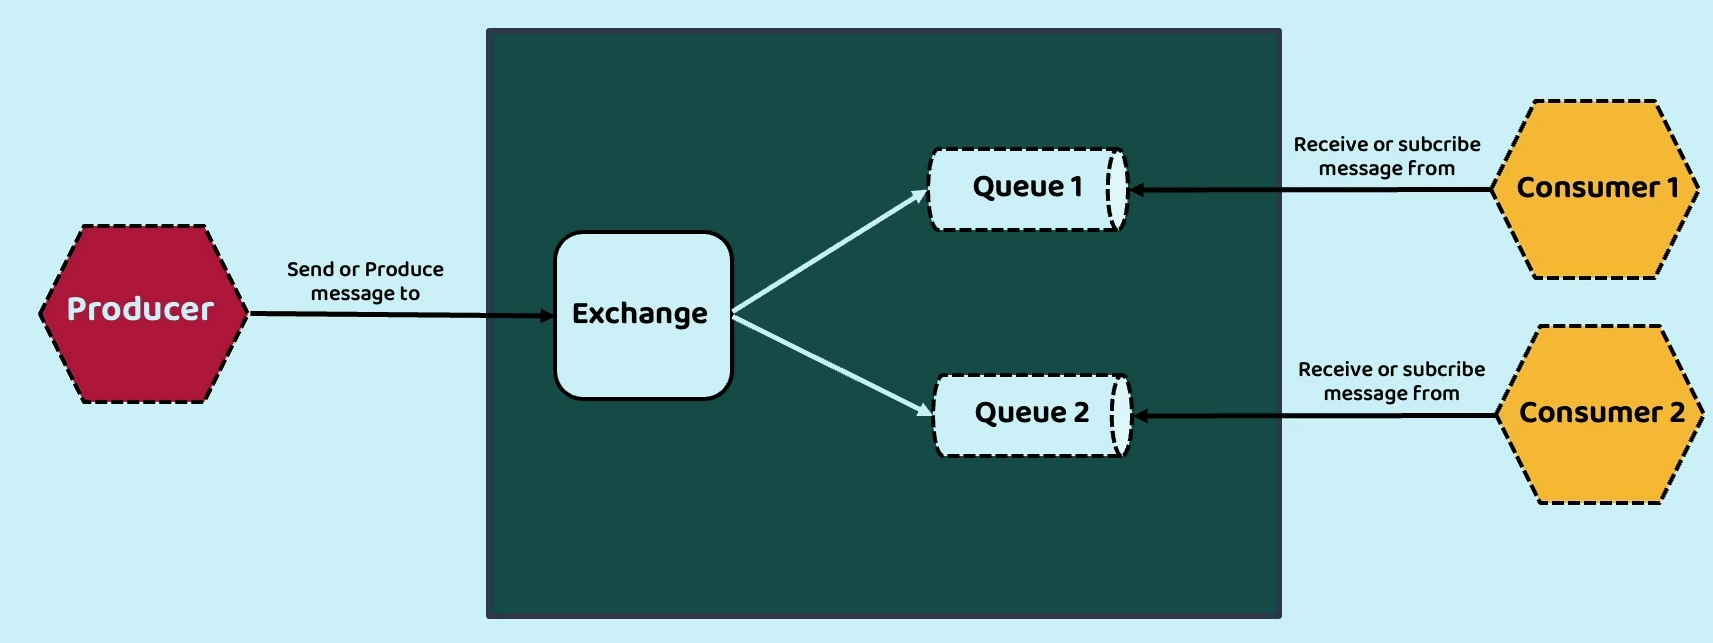 Producer
Send or Produce
message to
Exchange
Queue 1
Queue 2
Receive or subcribe
message from
Consumer 1
Receive or subcribe
message from
Consumer 2